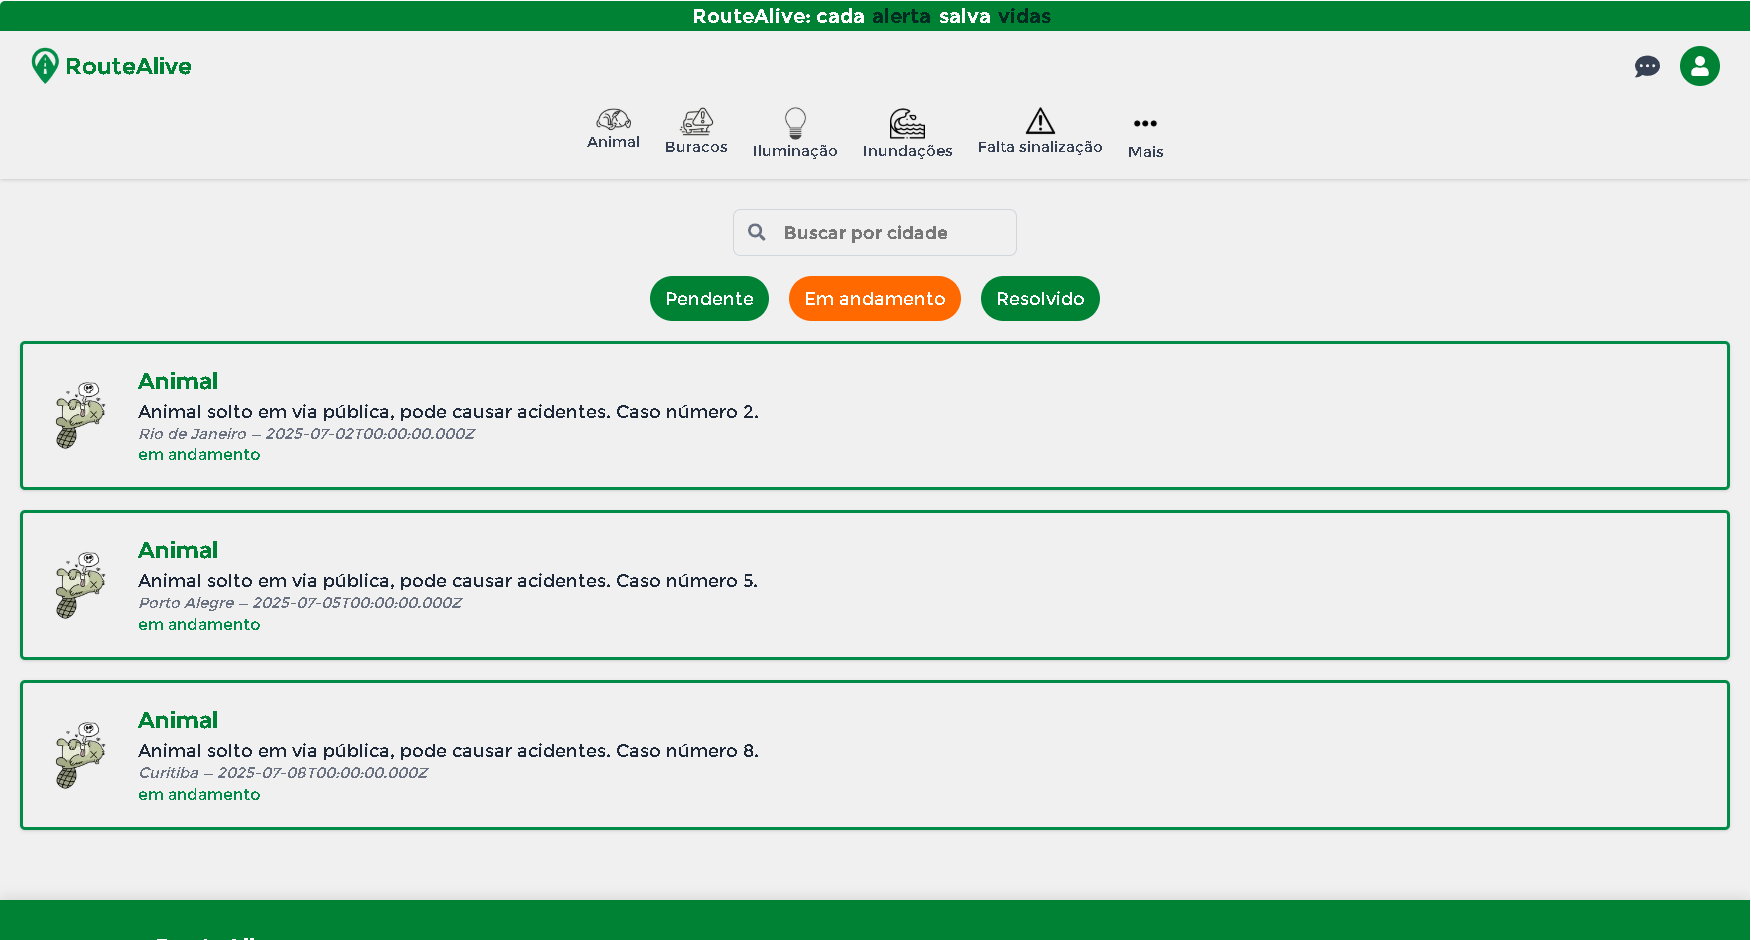 RouteAlive: cada alerta salva vidas
RouteAlive
Animal
Buracos
Iluminação
Inundações
Falta sinalização
Mais
Buscar por cidade
Pendente
Em andamento
Resolvido
Animal
Animal solto em via pública, pode causar acidentes. Caso número 2.
Rio de Janeiro – 2025-07-02T00:00:00.000Z
em andamento
Animal
Animal solto em via pública, pode causar acidentes. Caso número 5.
Porto Alegre – 2025-07-05T00:00:00.000Z
em andamento
Animal
Animal solto em via pública, pode causar acidentes. Caso número 8.
Curitiba – 2025-07-08T00:00:00.000Z
em andamento